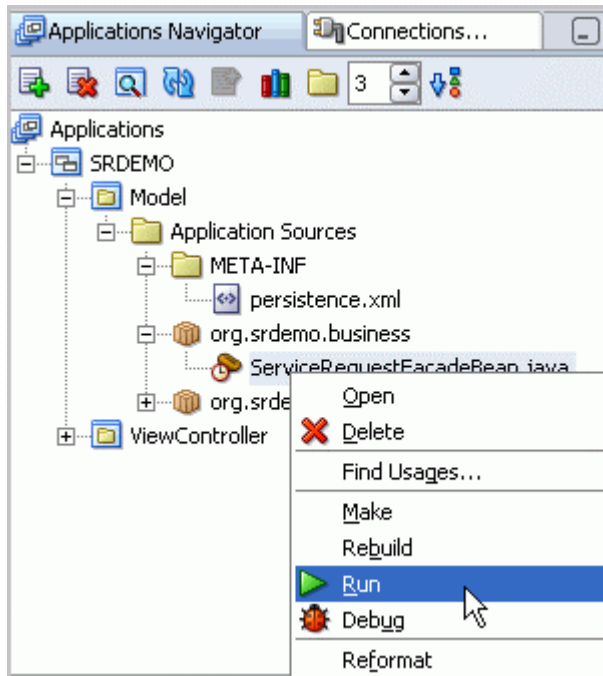 Applications Navigator Connections...
3
Applications
SRDEMO
Model
Application Sources
META-INF
persistence.xml
org.srdemo.business
ServiceRequestFacadeBean.java
org.srde
ViewController
Open
Delete
Find Usages...
Make
Rebuild
Run
Debug
Reformat